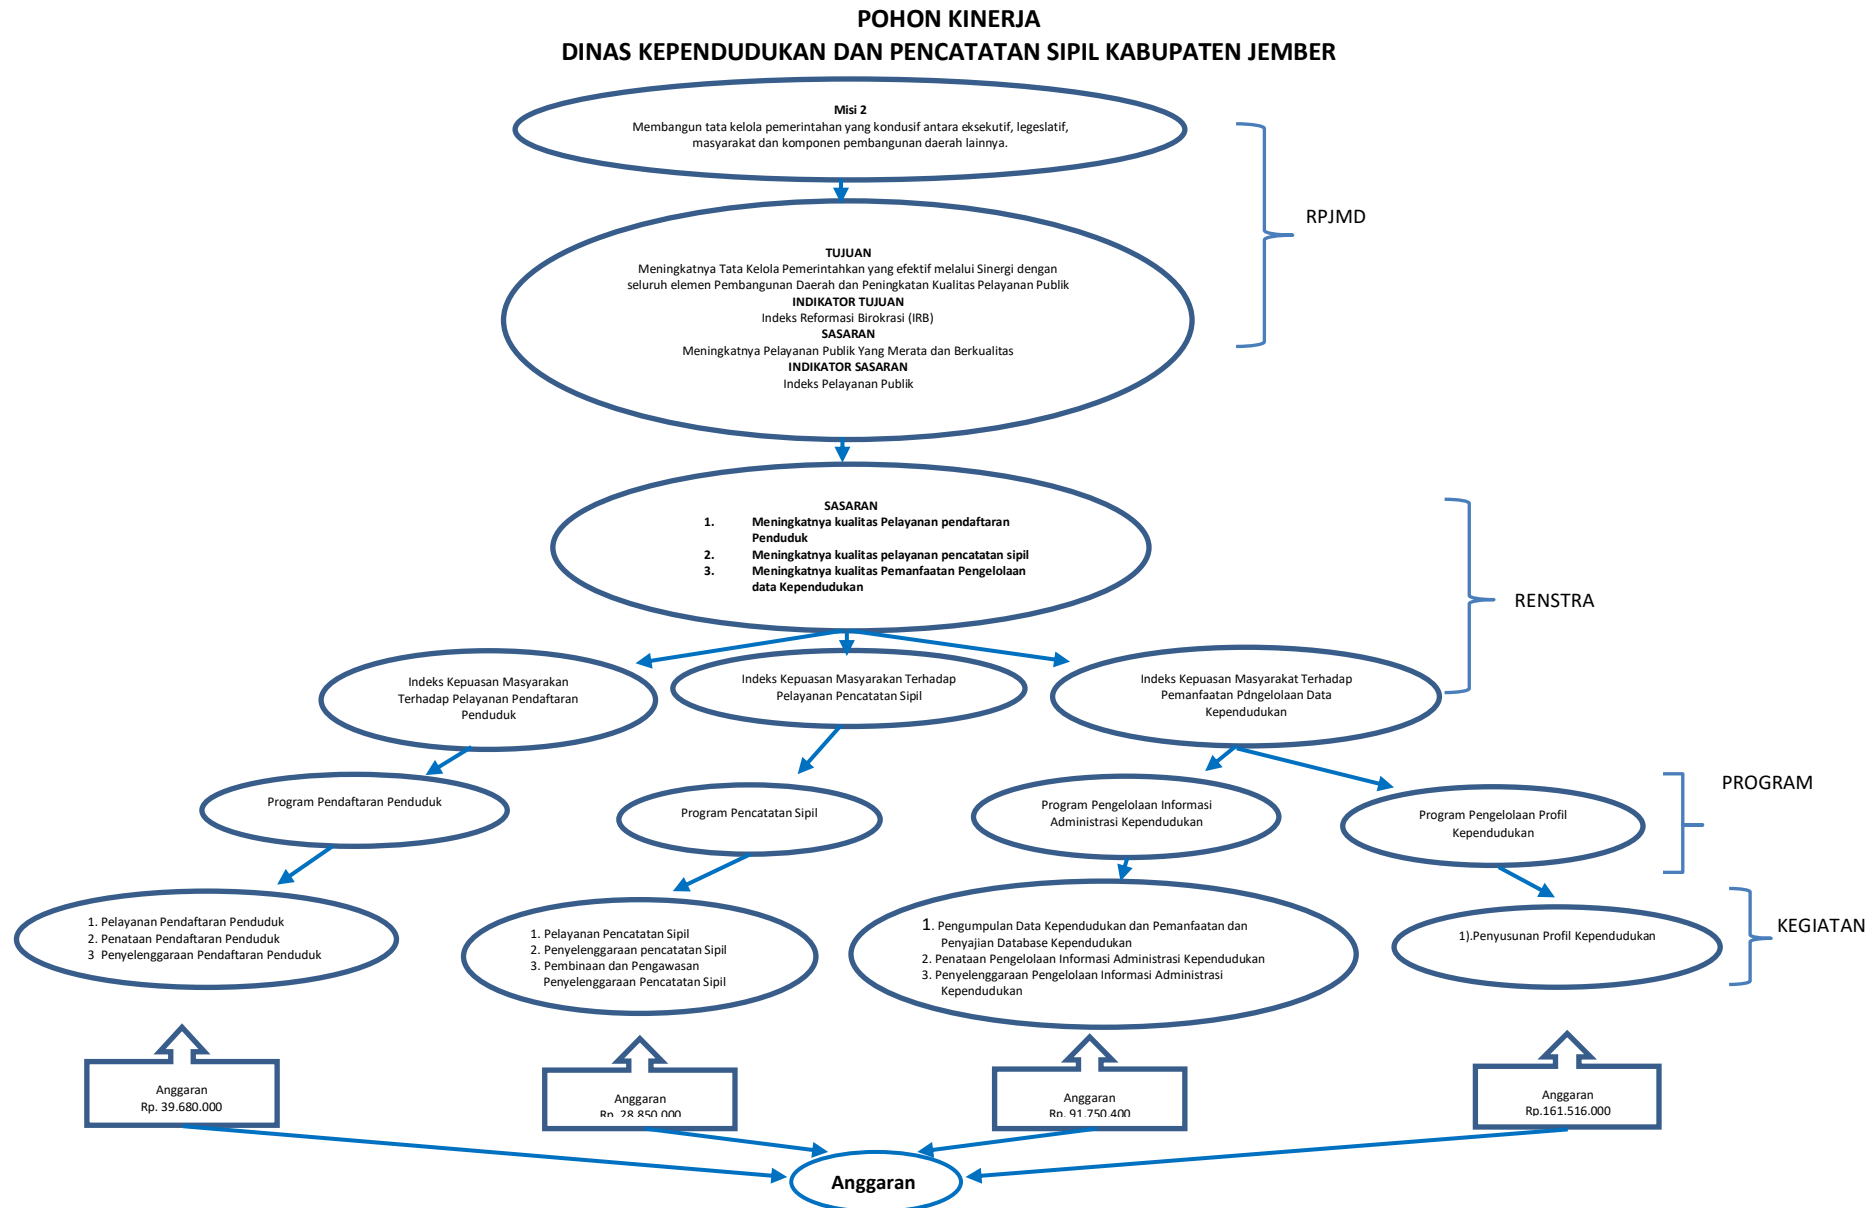 POHON KINERJA
DINAS KEPENDUDUKAN DAN PENCATATAN SIPIL KABUPATEN JEMBER
Misi 2
Membangun tata kelola pemerintahan yang kondusif antara eksekutif, legeslatif,
masyarakat dan komponen pembangunan daerah lainnya.
RPJMD
TUJUAN
Meningkatnya Tata Kelola Pemerintahkan yang efektif melalui Sinergi dengan
seluruh elemen Pembangunan Daerah dan Peningkatan Kualitas Pelayanan Publik
INDIKATOR TUJUAN
Indeks Reformasi Birokrasi (IRB)
SASARAN
Meningkatnya Pelayanan Publik Yang Merata dan Berkualitas
INDIKATOR SASARAN
Indeks Pelayanan Publik
SASARAN
1. Meningkatnya kualitas Pelayanan pendaftaran
Penduduk
2. Meningkatnya kualitas pelayanan pencatatan sipil
3. Meningkatnya kualitas Pemanfaatan Pengelolaan
data Kependudukan
RENSTRA
Indeks Kepuasan Masyarakan
Terhadap Pelayanan Pendaftaran
Penduduk
Indeks Kepuasan Masyarakan Terhadap
Pelayanan Pencatatan Sipil
Indeks Kepuasan Masyarakat Terhadap
Pemanfaatan Pdngelolaan Data
Kependudukan
Program Pendaftaran Penduduk
Program Pencatatan Sipil
Program Pengelolaan Informasi
Administrasi Kependudukan
Program Pengelolaan Profil
Kependudukan
PROGRAM
1. Pelayanan Pendaftaran Penduduk
2. Penataan Pendaftaran Penduduk
3 Penyelenggaraan Pendaftaran Penduduk
1. Pelayanan Pencatatan Sipil
2. Penyelenggaraan pencatatan Sipil
3. Pembinaan dan Pengawasan
Penyelenggaraan Pencatatan Sipil
1. Pengumpulan Data Kependudukan dan Pemanfaatan dan
Penyajian Database Kependudukan
2. Penataan Pengelolaan Informasi Administrasi Kependudukan
3. Penyelenggaraan Pengelolaan Informasi Administrasi
Kependudukan
1).Penyusunan Profil Kependudukan
KEGIATAN
Anggaran
Rp. 39.680.000
Anggaran
Rp. 28.850.000
Anggaran
Rp. 91.750.400
Anggaran
Rp.161.516.000
Anggaran